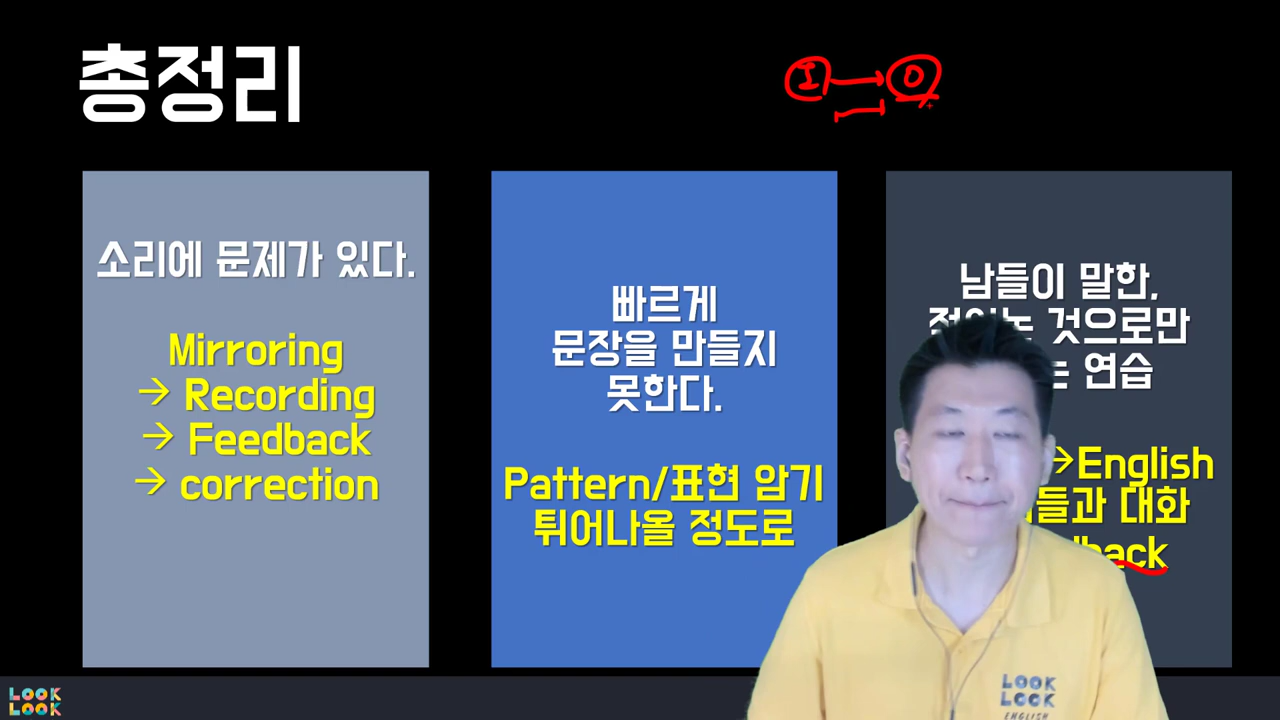 총정리
I → O
소리에 문제가 있다.
Mirroring
→ Recording
→ Feedback
→ correction
빠르게
문장을 만들지
못한다.
Pattern/표현 암기
튀어나올 정도로
남들이 말한,
것으로만
연습
→English
대화
LOOK
LOOK
LOOK
LOOK
ENGLISH